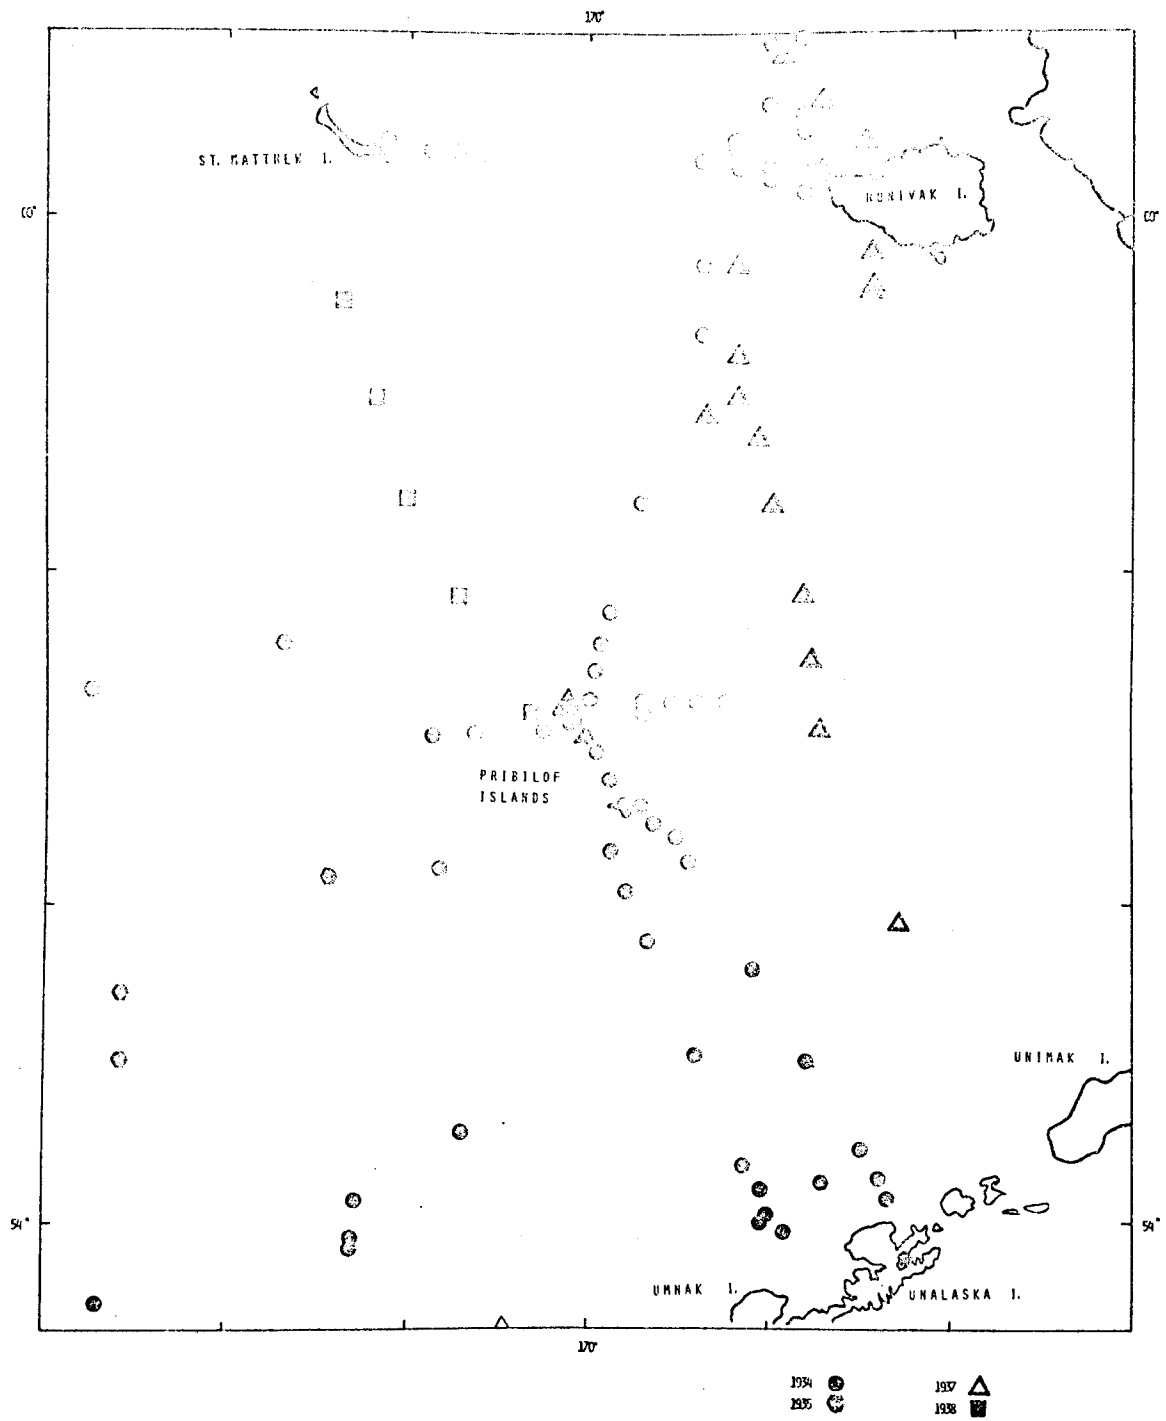 170°
ST. MATTHEW I.
NUNIVAK I.
60°
60°
PRIBILOF
ISLANDS
UNIMAK I.
54°
54°
UMNAK I.
UNALASKA I.
170°
1934
1937
1935
1938